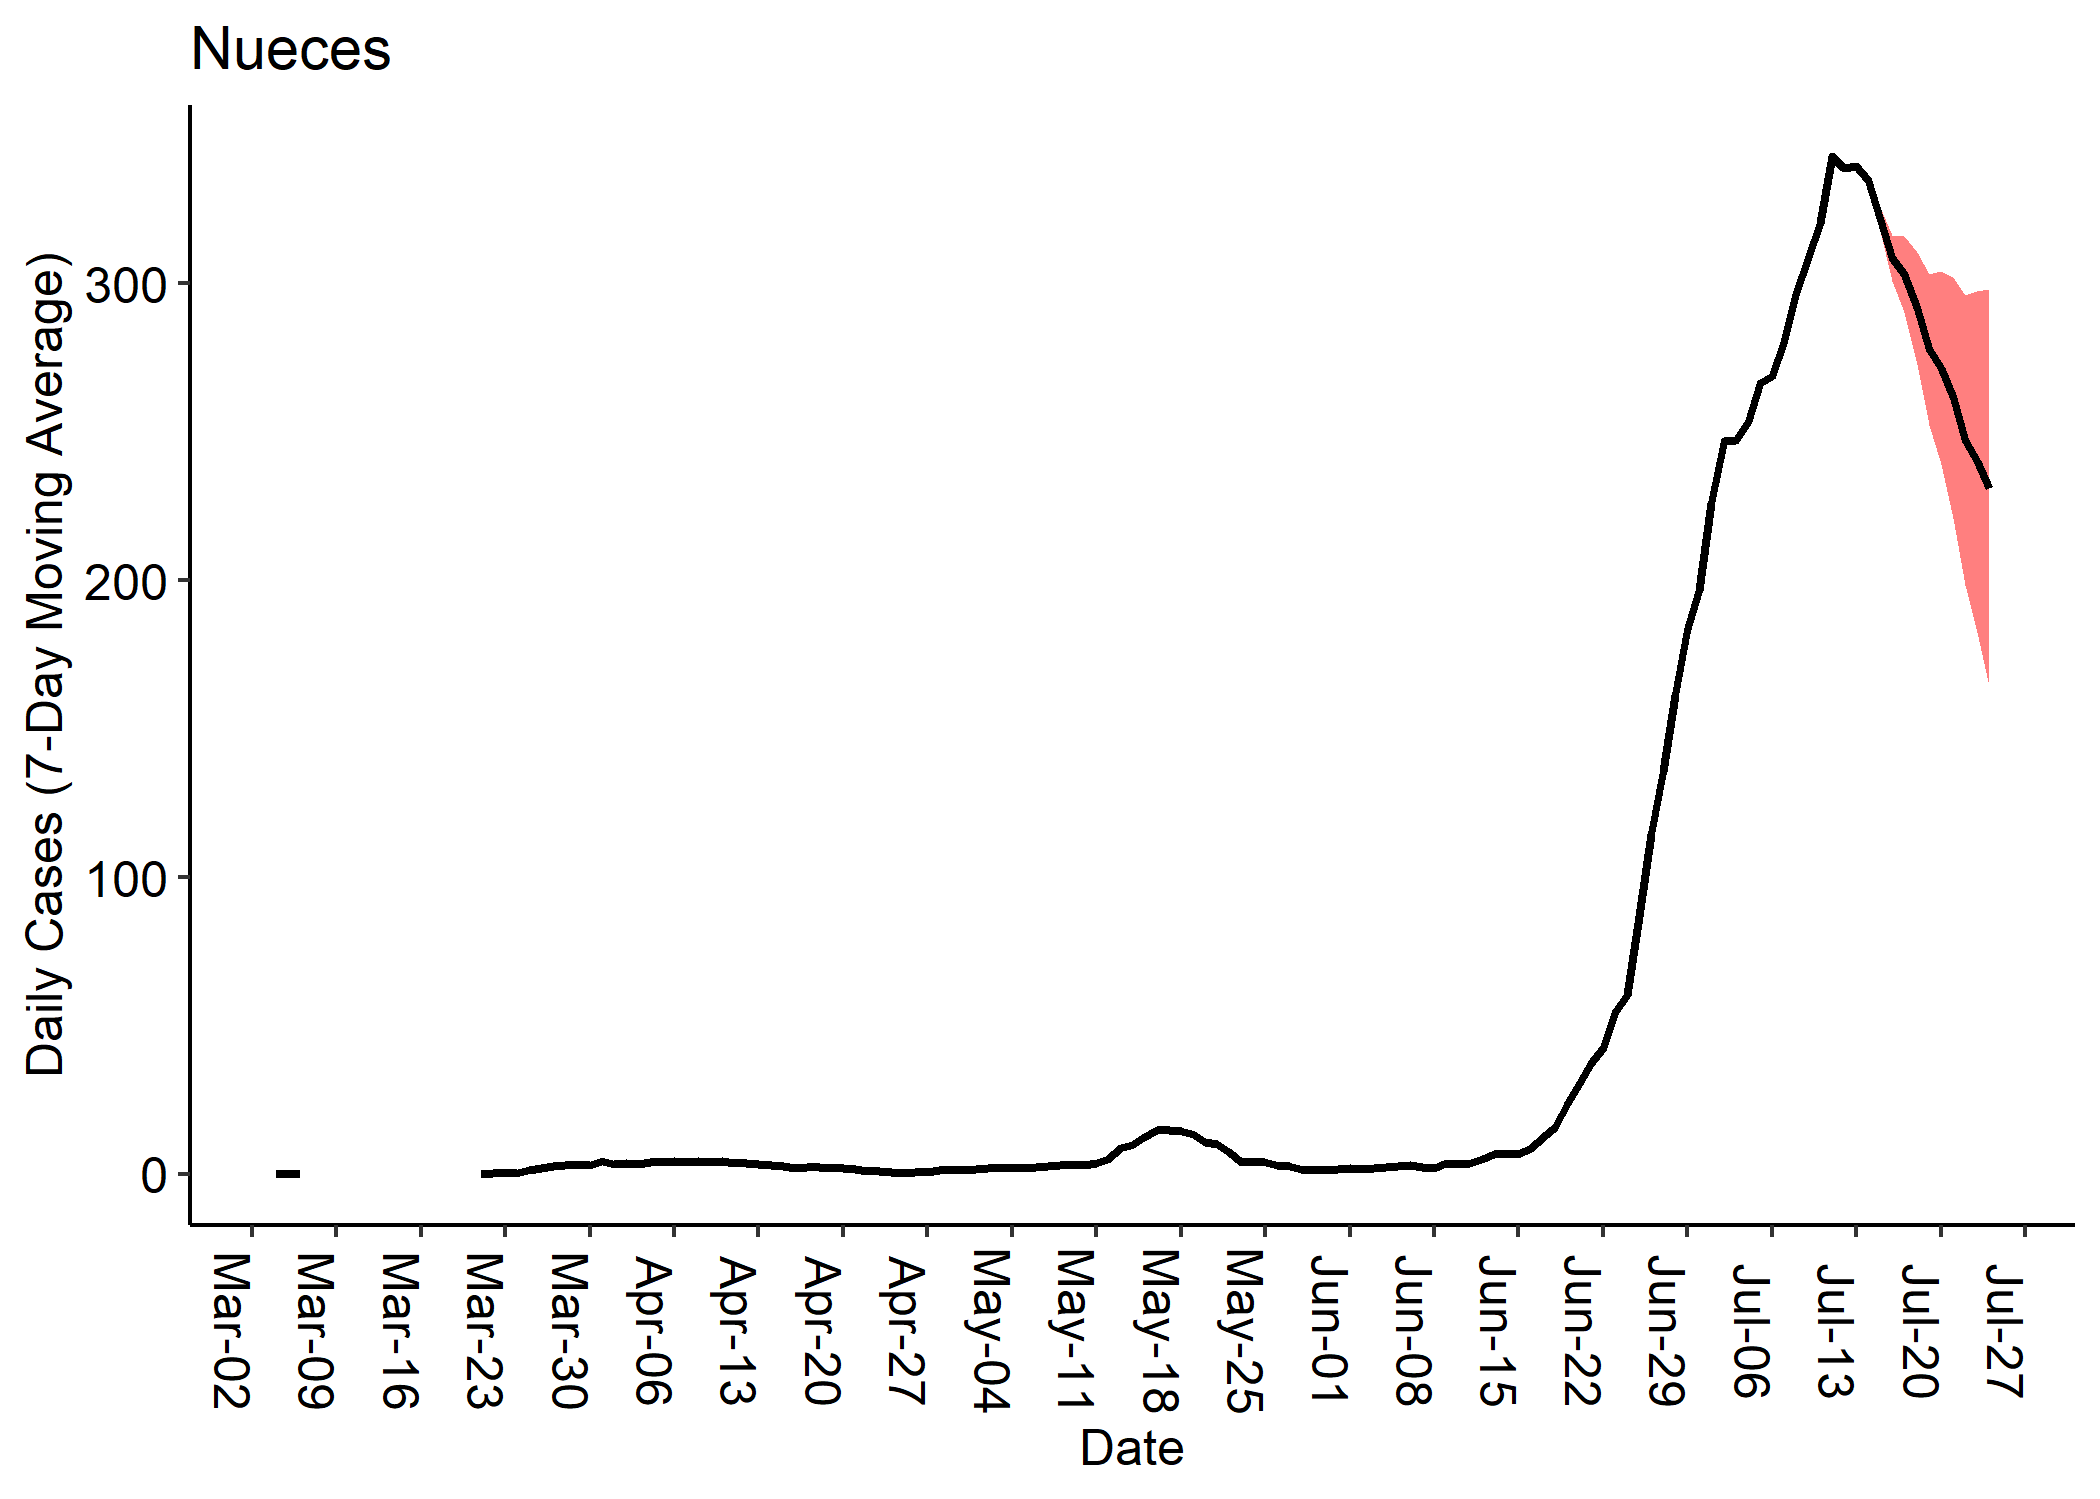 Nueces
Daily Cases (7-Day Moving Average)
300
200
100
0
Mar-02
Mar-09
Mar-16
Mar-23
Mar-30
Apr-06
Apr-13
Apr-20
Apr-27
May-04
May-11
May-18
May-25
Jun-01
Jun-08
Jun-15
Jun-22
Jun-29
Jul-06
Jul-13
Jul-20
Jul-27
Date